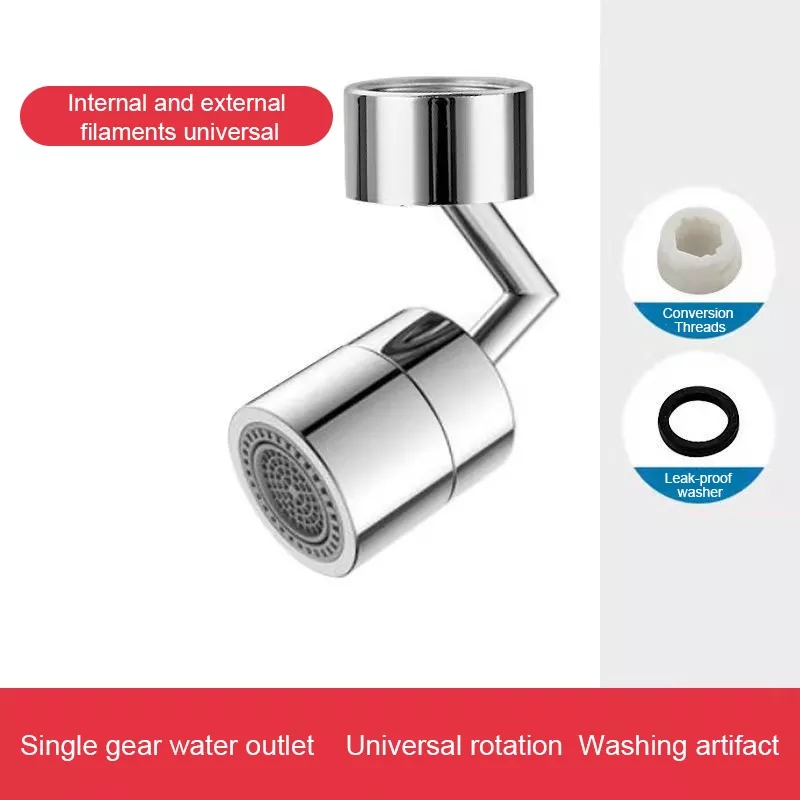 Internal and external
filaments universal
Conversion
Threads
Leak-proof
washer
Single gear water outlet
Universal rotation
Washing artifact